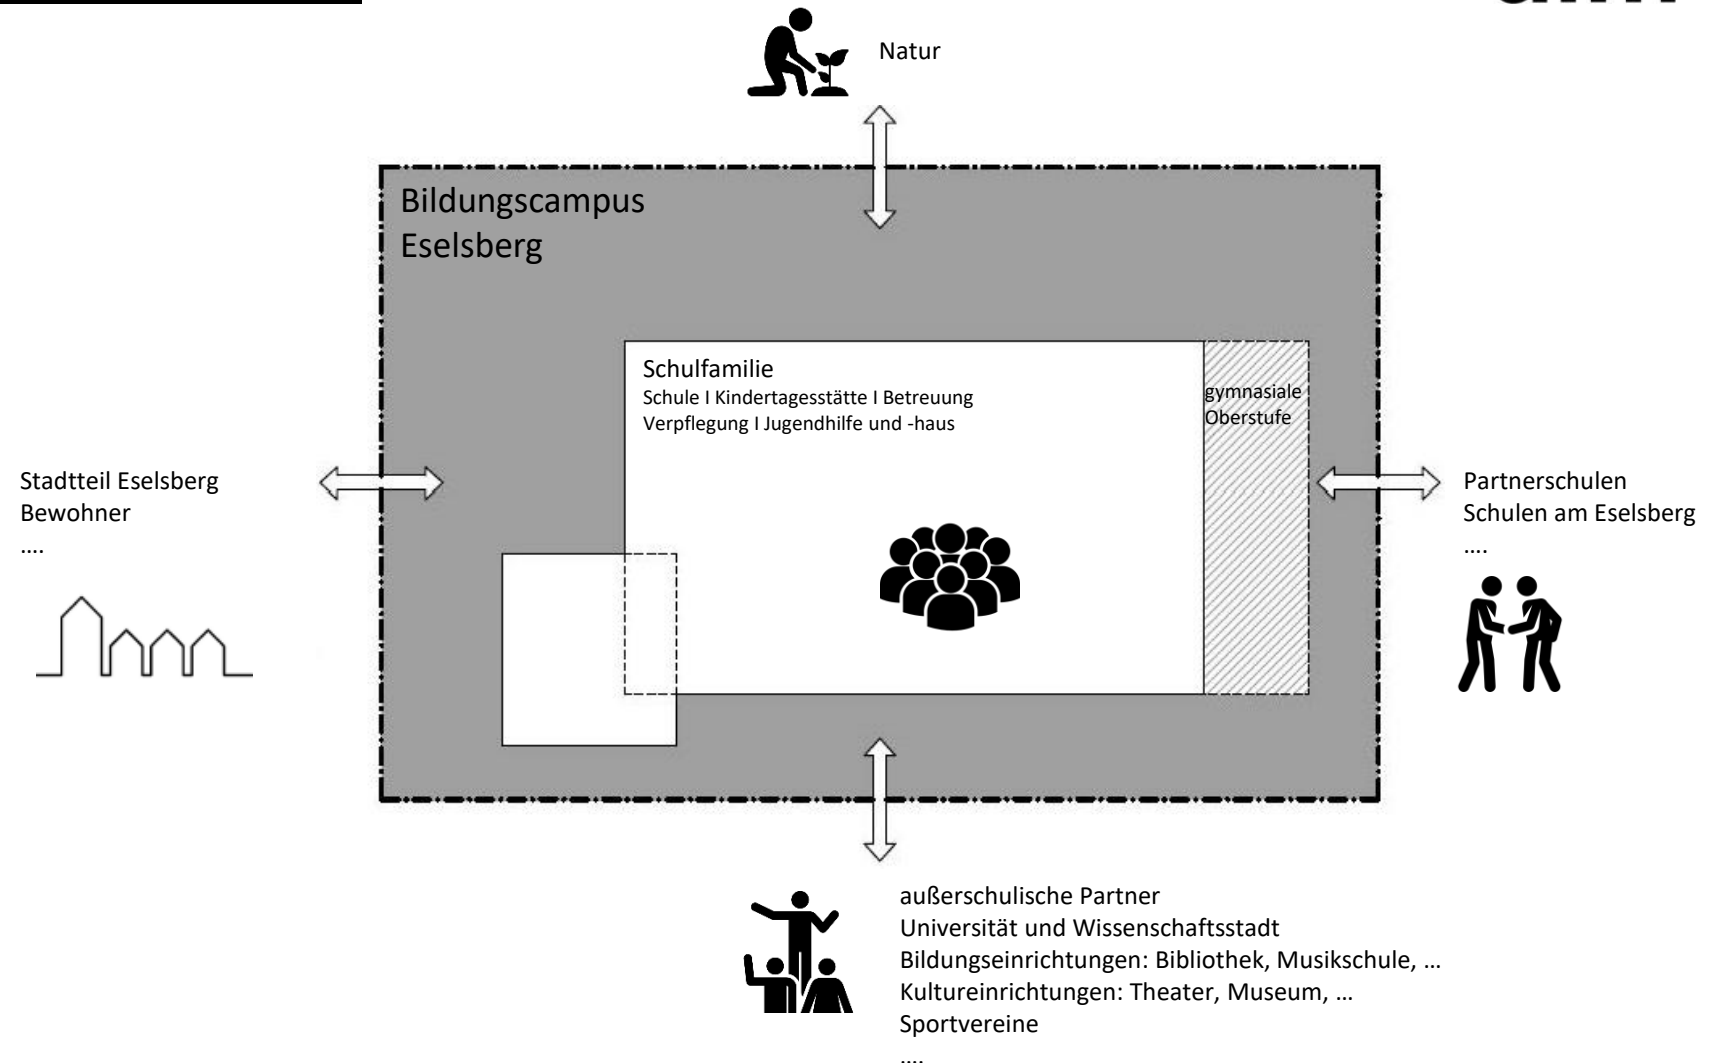 Natur
Bildungscampus
Eselsberg
Schulfamilie
Schule I Kindertagesstätte I Betreuung
Verpflegung I Jugendhilfe und -haus
gymnasiale
Oberstufe
Stadtteil Eselsberg
Bewohner
....
Partnerschulen
Schulen am Eselsberg
....
außerschulische Partner
Universität und Wissenschaftsstadt
Bildungseinrichtungen: Bibliothek, Musikschule, …
Kultureinrichtungen: Theater, Museum, …
Sportvereine
....